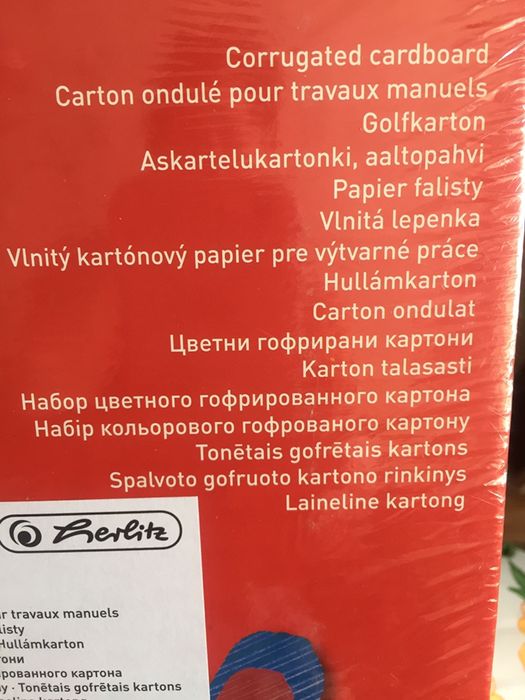 Corrugated cardboard
Carton ondulé pour travaux manuels
Golfkarton
Askartelukartonki, aaltopahvi
Papier falisty
Vlnitá lepenka
Vlnitý kartónový papier pre výtvarné práce
Hullámkarton
Carton ondulat
Цветни гофрирани картони
Karton talasasti
Набор цветного гофрированного картона
Набір кольорового гофрованого картону
Tonētais gofrētais kartons
Spalvoto gofruoto kartono rinkinys
Laineline kartong
herlitz
r travaux manuels
listy
Hullámkarton
тони
рованного картона
y · Tonētais gofrētais kartons